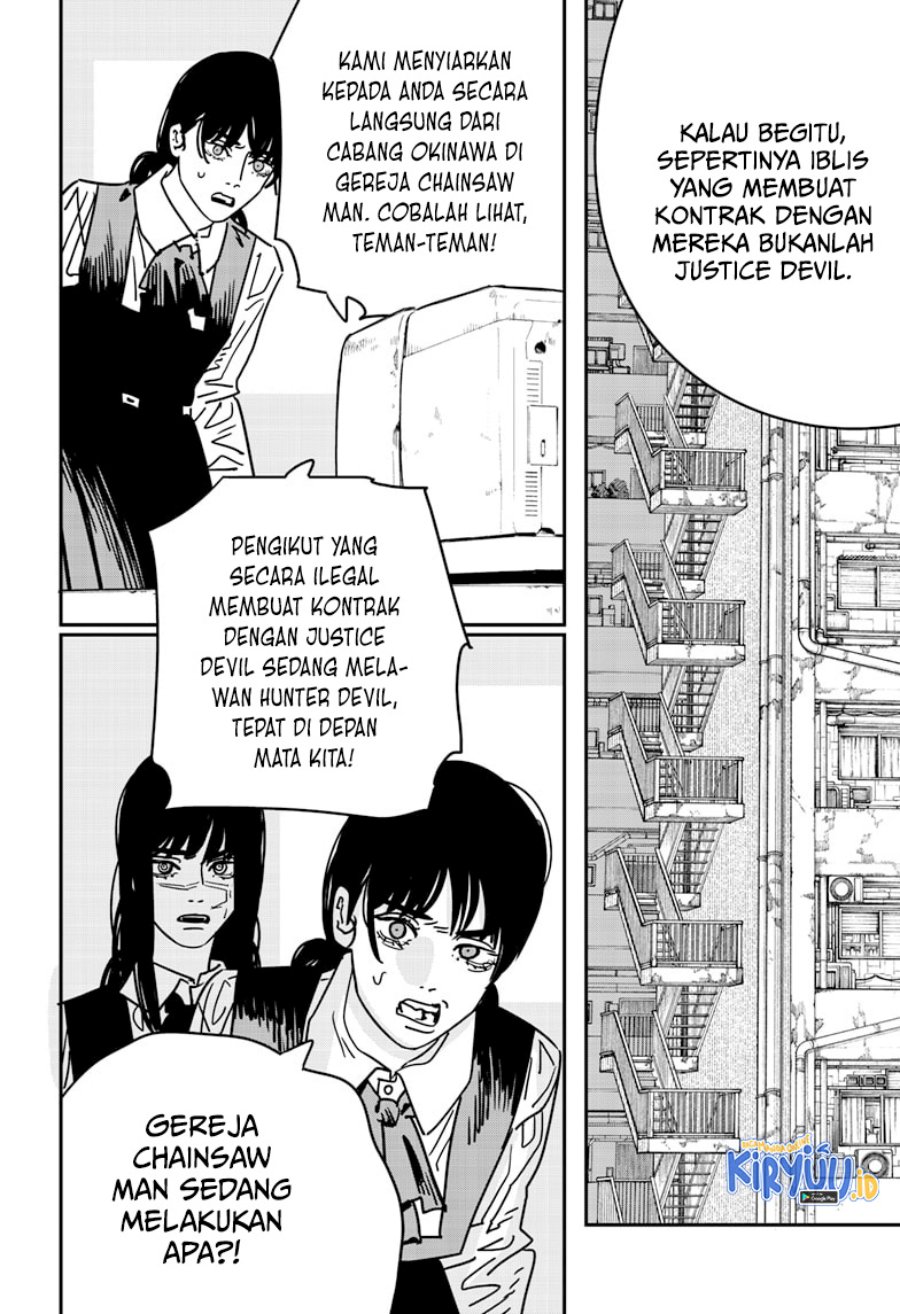 KALAU BEGITU,
SEPERTINYA IBLIS
YANG MEMBUAT
KONTRAK DENGAN
MEREKA BUKANLAH
JUSTICE DEVIL.
KAMI MENYIARKAN
KEPADA ANDA SECARA
LANGSUNG DARI
CABANG OKINAWA DI
GEREJA CHAINSAW
MAN. COBALAH LIHAT,
TEMAN-TEMAN!
PENGIKUT YANG
SECARA ILEGAL
MEMBUAT KONTRAK
DENGAN JUSTICE
DEVIL SEDANG MELA-
WAN HUNTER DEVIL,
TEPAT DI DEPAN
MATA KITA!
GEREJA
CHAINSAW
MAN SEDANG
MELAKUKAN
APA?!
KIRYUU.id
Google Play